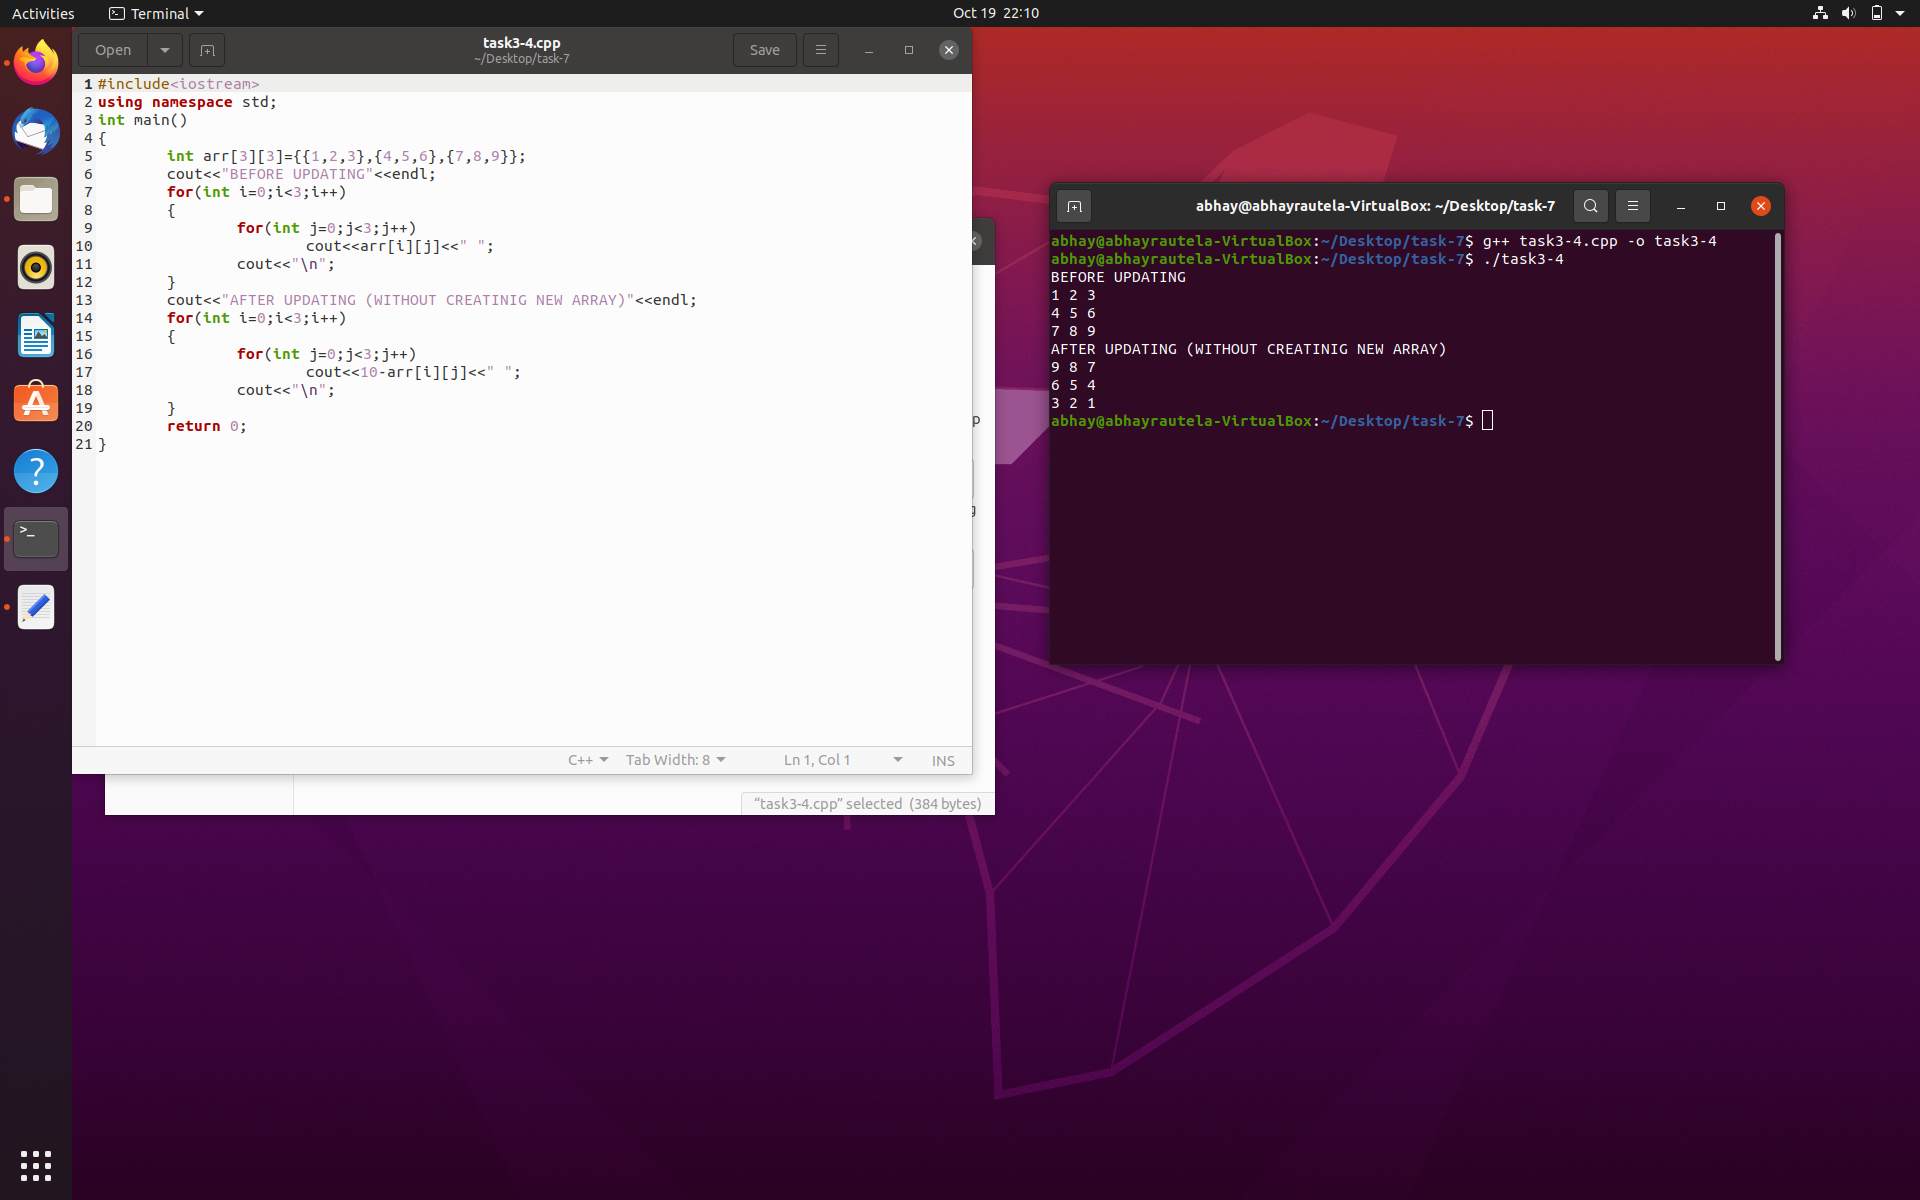 Activities
Terminal
Oct 19 22:10
Open
task3-4.cpp
~/Desktop/task-7
Save
1 #include<iostream>
2 using namespace std;
3 int main()
4 {
5 int arr[3][3]={{1,2,3},{4,5,6},{7,8,9}};
6 cout<<"BEFORE UPDATING"<<endl;
7 for(int i=0;i<3;i++)
8 {
9 for(int j=0;j<3;j++)
10 cout<<arr[i][j]<<" ";
11 cout<<"\n";
12 }
13 cout<<"AFTER UPDATING (WITHOUT CREATINIG NEW ARRAY)"<<endl;
14 for(int i=0;i<3;i++)
15 {
16 for(int j=0;j<3;j++)
17 cout<<10-arr[i][j]<<" ";
18 cout<<"\n";
19 }
20 return 0;
21 }
C++ Tab Width: 8 Ln 1, Col 1 INS
"task3-4.cpp" selected (384 bytes)
abhay@abhayrautela-VirtualBox: ~/Desktop/task-7
abhay@abhayrautela-VirtualBox:~/Desktop/task-7$ g++ task3-4.cpp -o task3-4
abhay@abhayrautela-VirtualBox:~/Desktop/task-7$ ./task3-4
BEFORE UPDATING
1 2 3
4 5 6
7 8 9
AFTER UPDATING (WITHOUT CREATINIG NEW ARRAY)
9 8 7
6 5 4
3 2 1
abhay@abhayrautela-VirtualBox:~/Desktop/task-7$